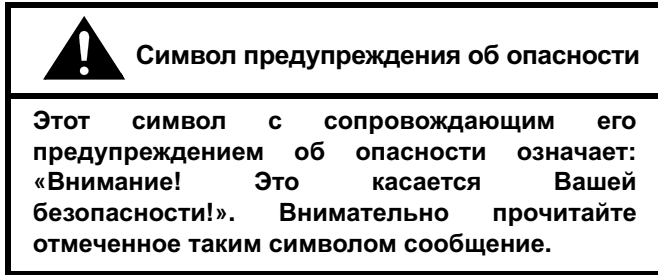 Символ предупреждения об опасности
Этот символ с сопровождающим его
предупреждением об опасности означает:
«Внимание! Это касается Вашей
безопасности!». Внимательно прочитайте
отмеченное таким символом сообщение.